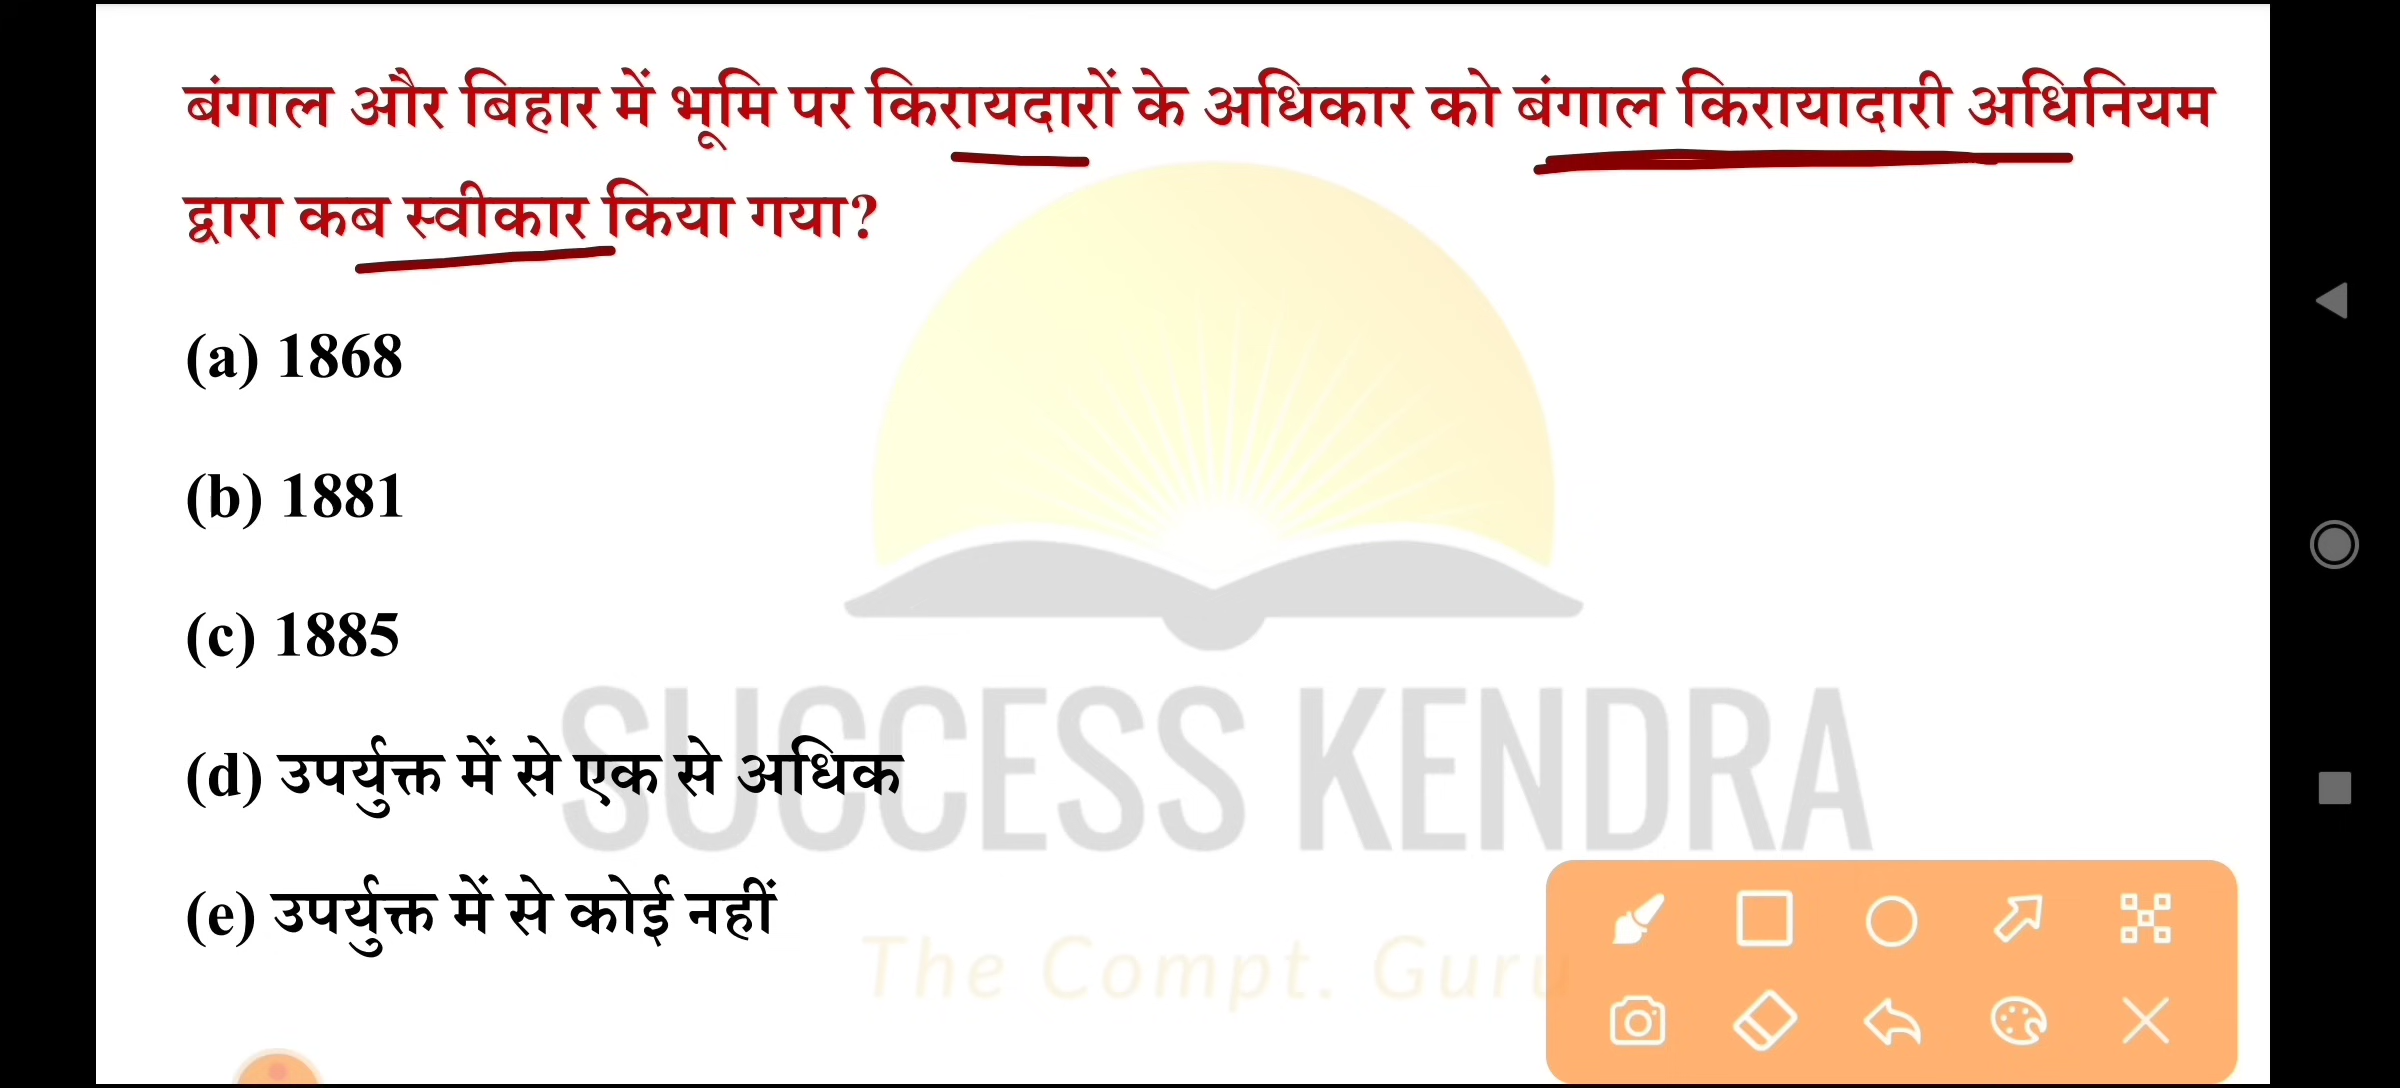 बंगाल और बिहार में भूमि पर किरायदारों के अधिकार को बंगाल किरायादारी अधिनियम
द्वारा कब स्वीकार किया गया?
(a) 1868
(b) 1881
(c) 1885
(d) उपर्युक्त में से एक से अधिक
(e) उपर्युक्त में से कोई नहीं
SUCCESS KENDRA
The Compt. Guru